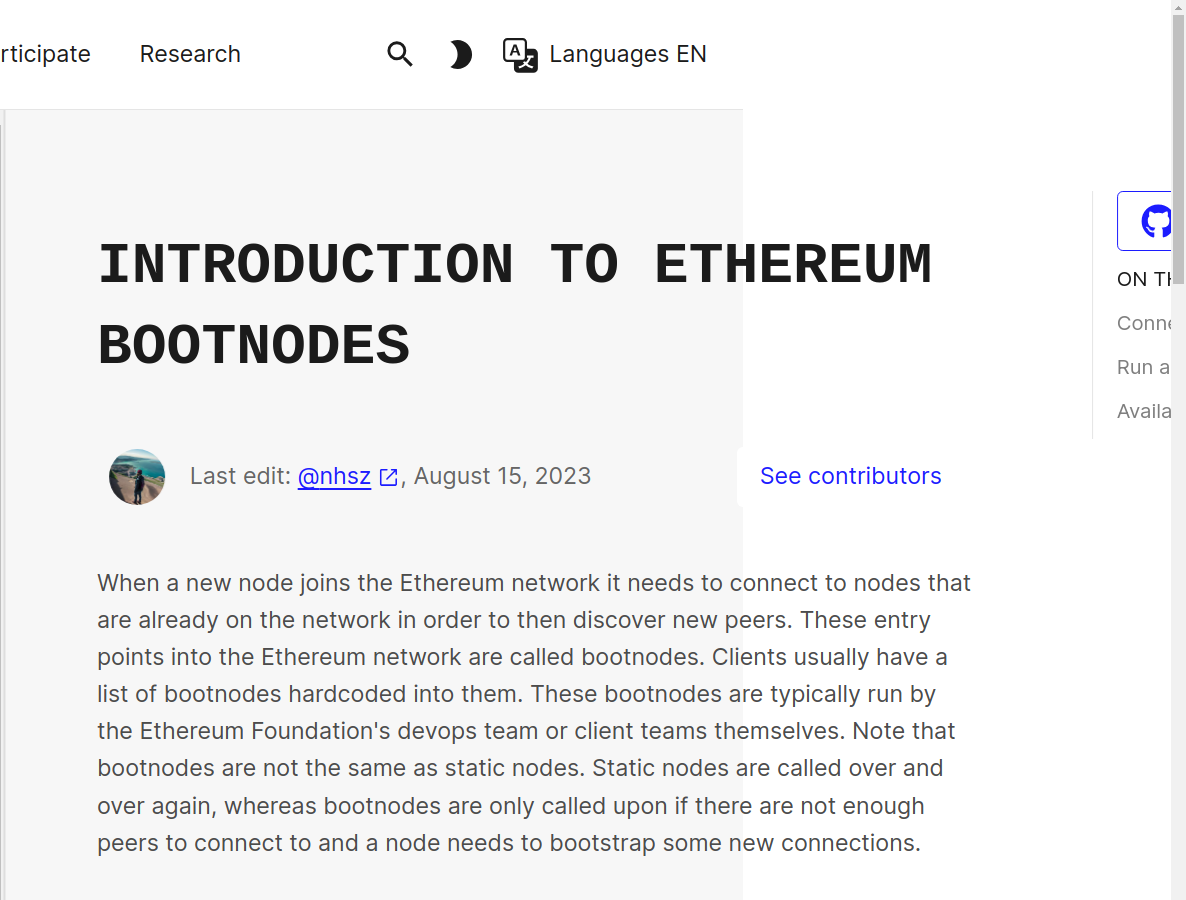 rticipate Research Languages EN
INTRODUCTION TO ETHEREUM
BOOTNODES
Last edit: @nhsz , August 15, 2023 See contributors
When a new node joins the Ethereum network it needs to connect to nodes that
are already on the network in order to then discover new peers. These entry
points into the Ethereum network are called bootnodes. Clients usually have a
list of bootnodes hardcoded into them. These bootnodes are typically run by
the Ethereum Foundation's devops team or client teams themselves. Note that
bootnodes are not the same as static nodes. Static nodes are called over and
over again, whereas bootnodes are only called upon if there are not enough
peers to connect to and a node needs to bootstrap some new connections.
ON TH
Conne
Run a
Availa